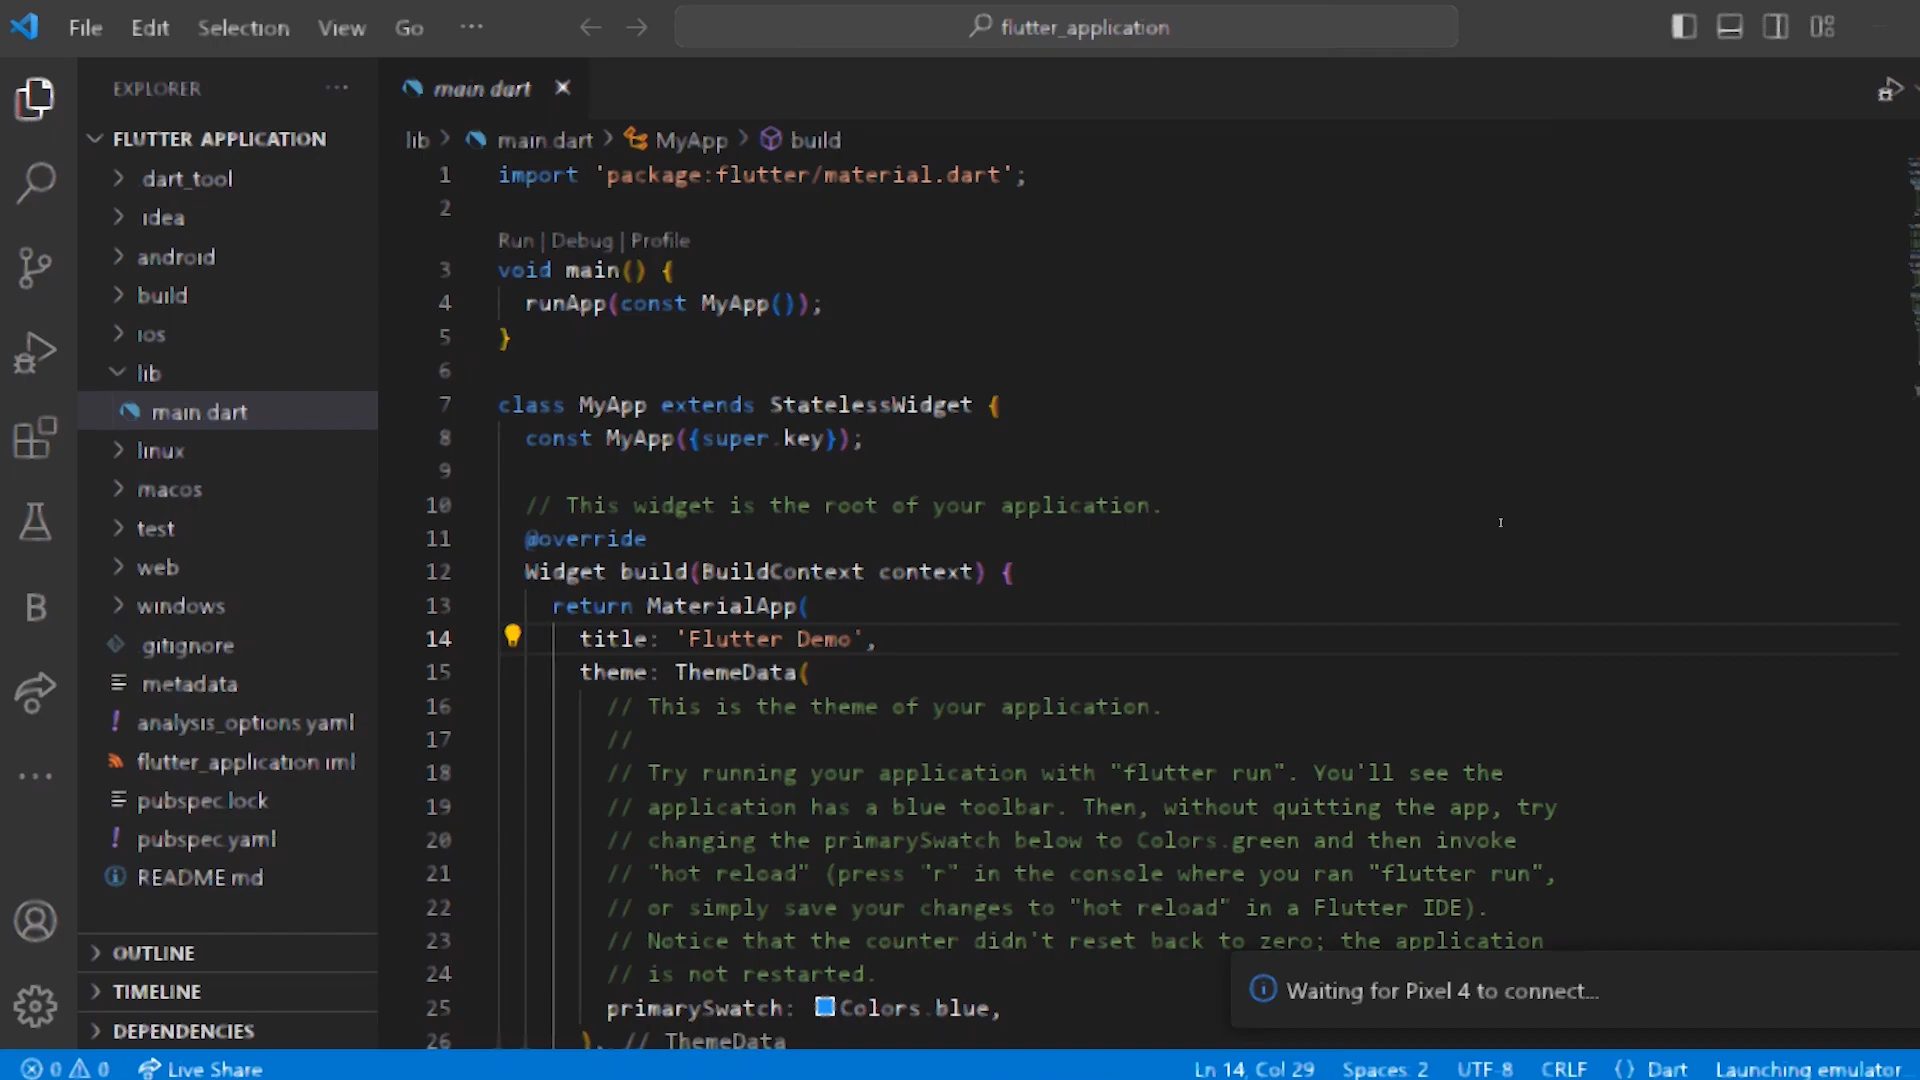 File Edit Selection View Go ···
flutter_application
EXPLORER ···
FLUTTER APPLICATION
.dart_tool
.idea
android
build
ios
lib
main.dart
linux
macos
test
web
windows
.gitignore
.metadata
analysis_options.yaml
flutter_application.iml
pubspec.lock
pubspec.yaml
README.md
OUTLINE
TIMELINE
DEPENDENCIES
main.dart
lib > main.dart > MyApp > build
1 import 'package:flutter/material.dart';
2
Run | Debug | Profile
3 void main() {
4 runApp(const MyApp());
5 }
6
7 class MyApp extends StatelessWidget {
8 const MyApp({super.key});
9
10 // This widget is the root of your application.
11 @override
12 Widget build(BuildContext context) {
13 return MaterialApp(
14 title: 'Flutter Demo',
15 theme: ThemeData(
16 // This is the theme of your application.
17 //
18 // Try running your application with "flutter run". You'll see the
19 // application has a blue toolbar. Then, without quitting the app, try
20 // changing the primarySwatch below to Colors.green and then invoke
21 // "hot reload" (press "r" in the console where you ran "flutter run",
22 // or simply save your changes to "hot reload" in a Flutter IDE).
23 // Notice that the counter didn't reset back to zero; the application
24 // is not restarted.
25 primarySwatch: Colors.blue,
26 ), // ThemeData
B
Waiting for Pixel 4 to connect...
0 0 Live Share
Ln 14, Col 29 Spaces: 2 UTF-8 CRLF {} Dart Launching emulator